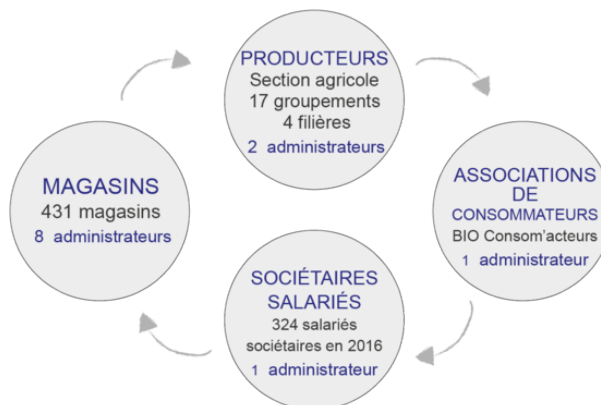 PRODUCTEURS
Section agricole
17 groupements
4 filières
2 administrateurs
MAGASINS
431 magasins
8 administrateurs
ASSOCIATIONS
DE
CONSOMMATEURS
BIO Consom'acteurs
1 administrateur
SOCIÉTAIRES
SALARIÉS
324 salariés
sociétaires en 2016
1 administrateur